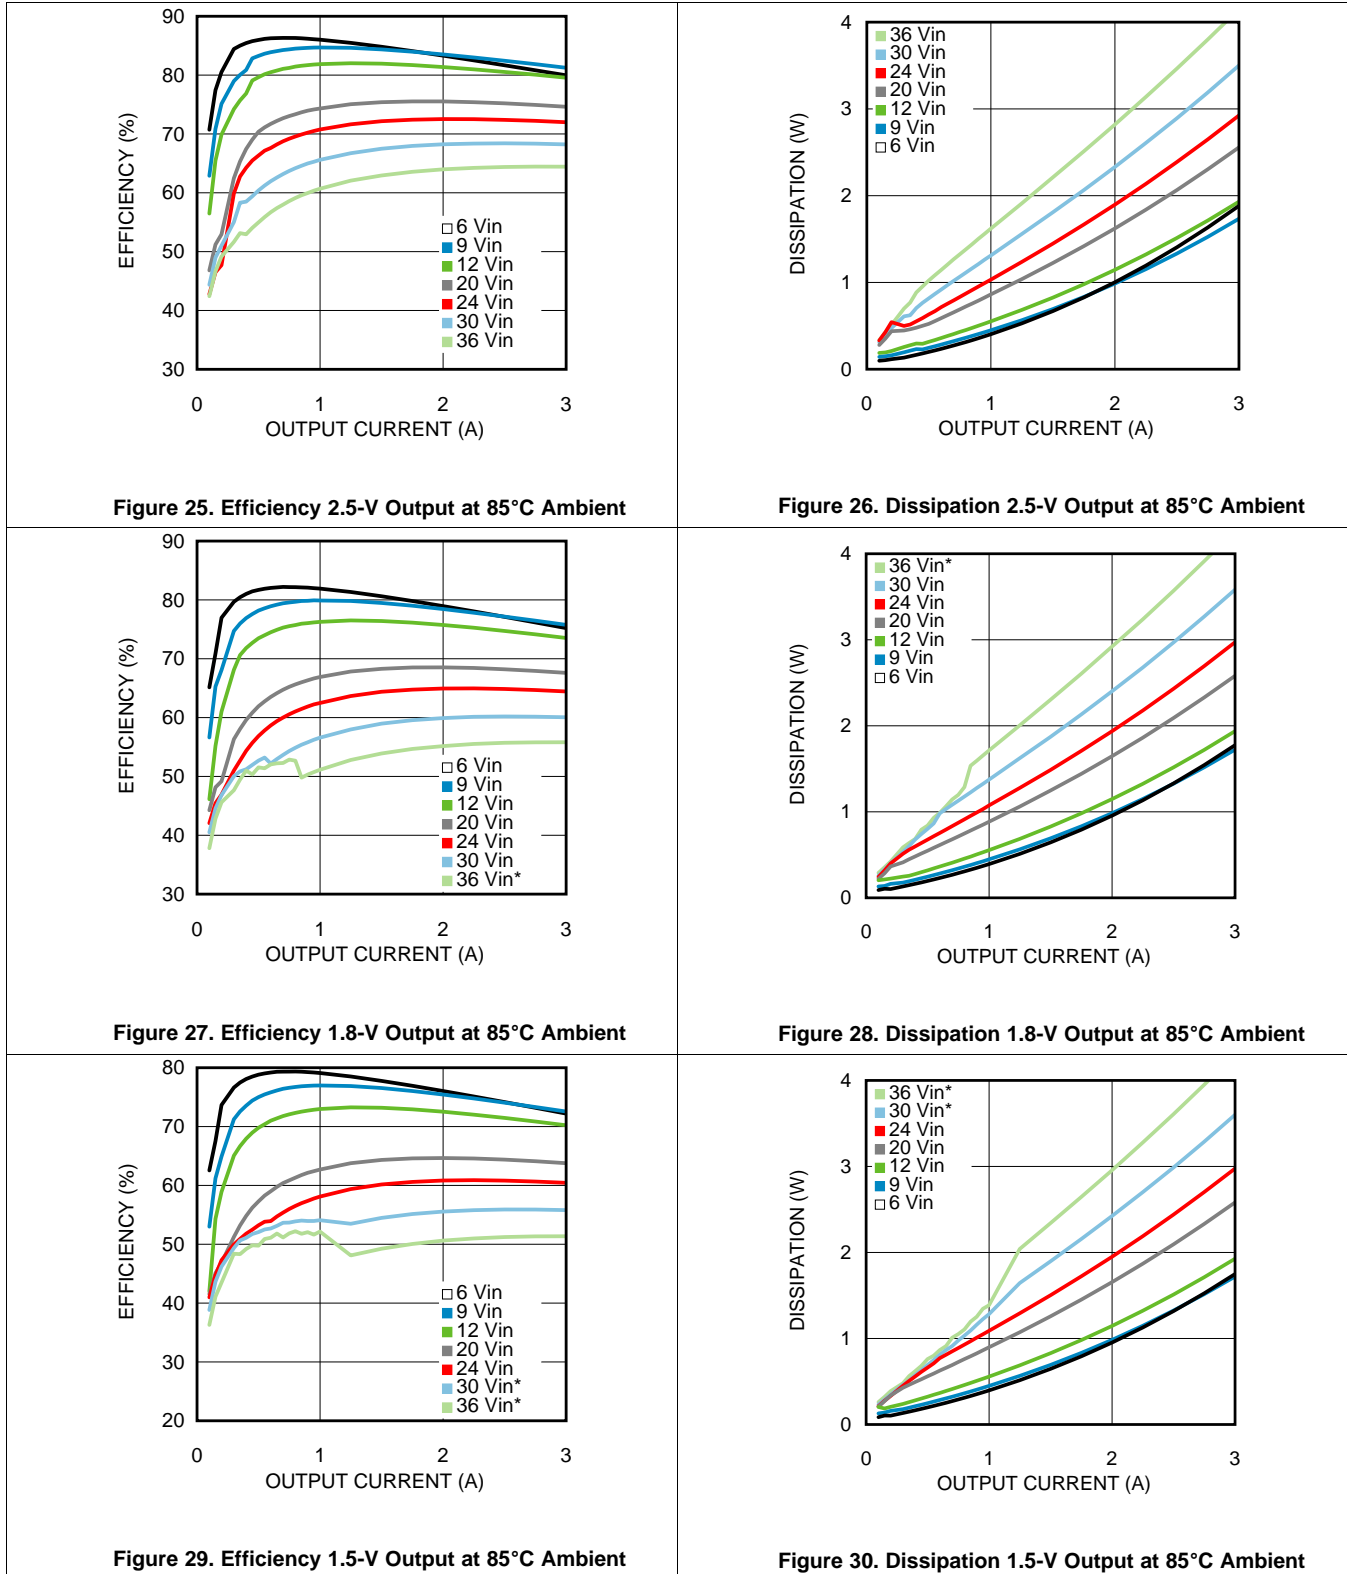 90
80
70
60
50
40
30
EFFICIENCY (%)
6 Vin
9 Vin
12 Vin
20 Vin
24 Vin
30 Vin
36 Vin
0
1
2
3
OUTPUT CURRENT (A)
Figure 25. Efficiency 2.5-V Output at 85°C Ambient
4
3
2
1
0
DISSIPATION (W)
36 Vin
30 Vin
24 Vin
20 Vin
12 Vin
9 Vin
6 Vin
0
1
2
3
OUTPUT CURRENT (A)
Figure 26. Dissipation 2.5-V Output at 85°C Ambient
90
80
70
60
50
40
30
EFFICIENCY (%)
6 Vin
9 Vin
12 Vin
20 Vin
24 Vin
30 Vin
36 Vin*
0
1
2
3
OUTPUT CURRENT (A)
Figure 27. Efficiency 1.8-V Output at 85°C Ambient
4
3
2
1
0
DISSIPATION (W)
36 Vin*
30 Vin
24 Vin
20 Vin
12 Vin
9 Vin
6 Vin
0
1
2
3
OUTPUT CURRENT (A)
Figure 28. Dissipation 1.8-V Output at 85°C Ambient
80
70
60
50
40
30
20
EFFICIENCY (%)
6 Vin
9 Vin
12 Vin
20 Vin
24 Vin
30 Vin*
36 Vin*
0
1
2
3
OUTPUT CURRENT (A)
Figure 29. Efficiency 1.5-V Output at 85°C Ambient
4
3
2
1
0
DISSIPATION (W)
36 Vin*
30 Vin*
24 Vin
20 Vin
12 Vin
9 Vin
6 Vin
0
1
2
3
OUTPUT CURRENT (A)
Figure 30. Dissipation 1.5-V Output at 85°C Ambient